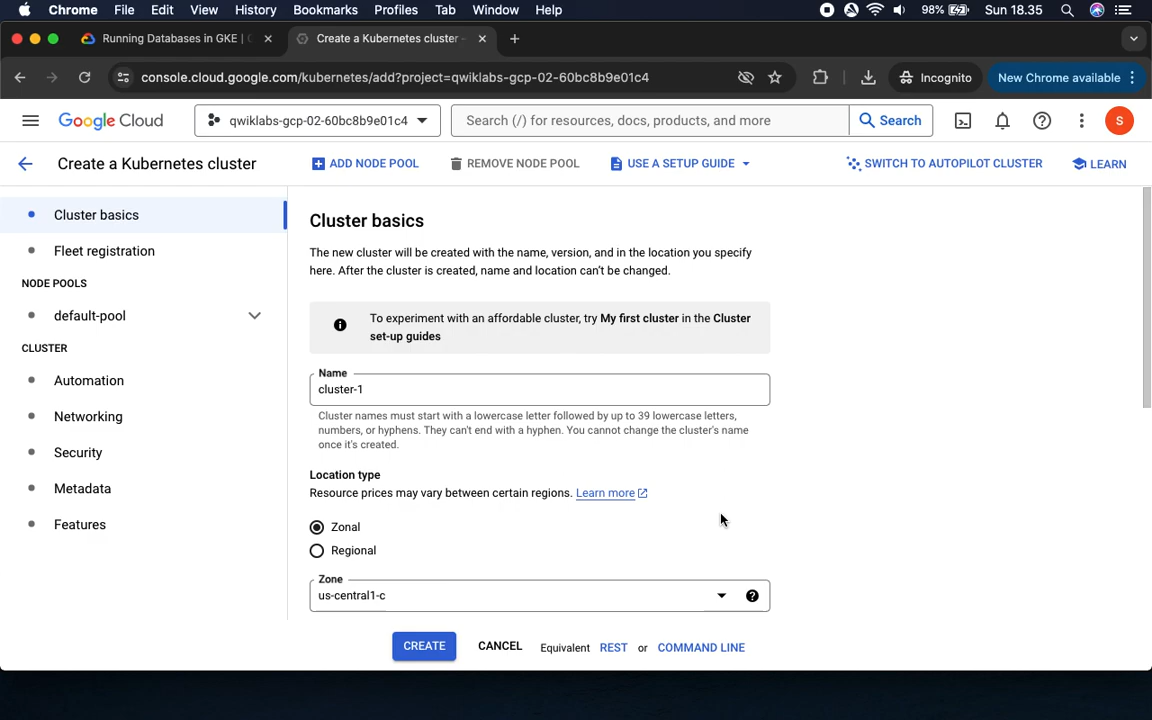 Chrome File Edit View History Bookmarks Profiles Tab Window Help 98% Sun 18.35
Running Databases in GKE | Create a Kubernetes cluster
console.cloud.google.com/kubernetes/add?project=qwiklabs-gcp-02-60bc8b9e01c4 Incognito New Chrome available
Google Cloud qwiklabs-gcp-02-60bc8b9e01c4 Search (/) for resources, docs, products, and more Search S
Create a Kubernetes cluster ADD NODE POOL REMOVE NODE POOL USE A SETUP GUIDE SWITCH TO AUTOPILOT CLUSTER LEARN
Cluster basics
Fleet registration
NODE POOLS
default-pool
CLUSTER
Automation
Networking
Security
Metadata
Features
Cluster basics
The new cluster will be created with the name, version, and in the location you specify
here. After the cluster is created, name and location can't be changed.
To experiment with an affordable cluster, try My first cluster in the Cluster
set-up guides
Name
cluster-1
Cluster names must start with a lowercase letter followed by up to 39 lowercase letters,
numbers, or hyphens. They can't end with a hyphen. You cannot change the cluster's name
once it's created.
Location type
Resource prices may vary between certain regions. Learn more
Zonal
Regional
Zone
us-central1-c
CREATE CANCEL Equivalent REST or COMMAND LINE